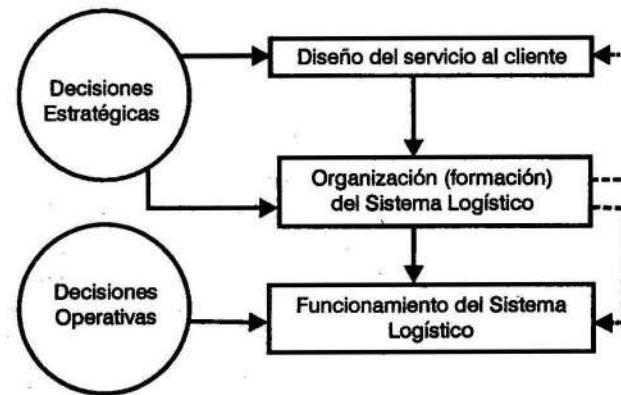 Decisiones
Estratégicas
Diseño del servicio al cliente
Organización (formación)
del Sistema Logístico
Decisiones
Operativas
Funcionamiento del Sistema
Logístico